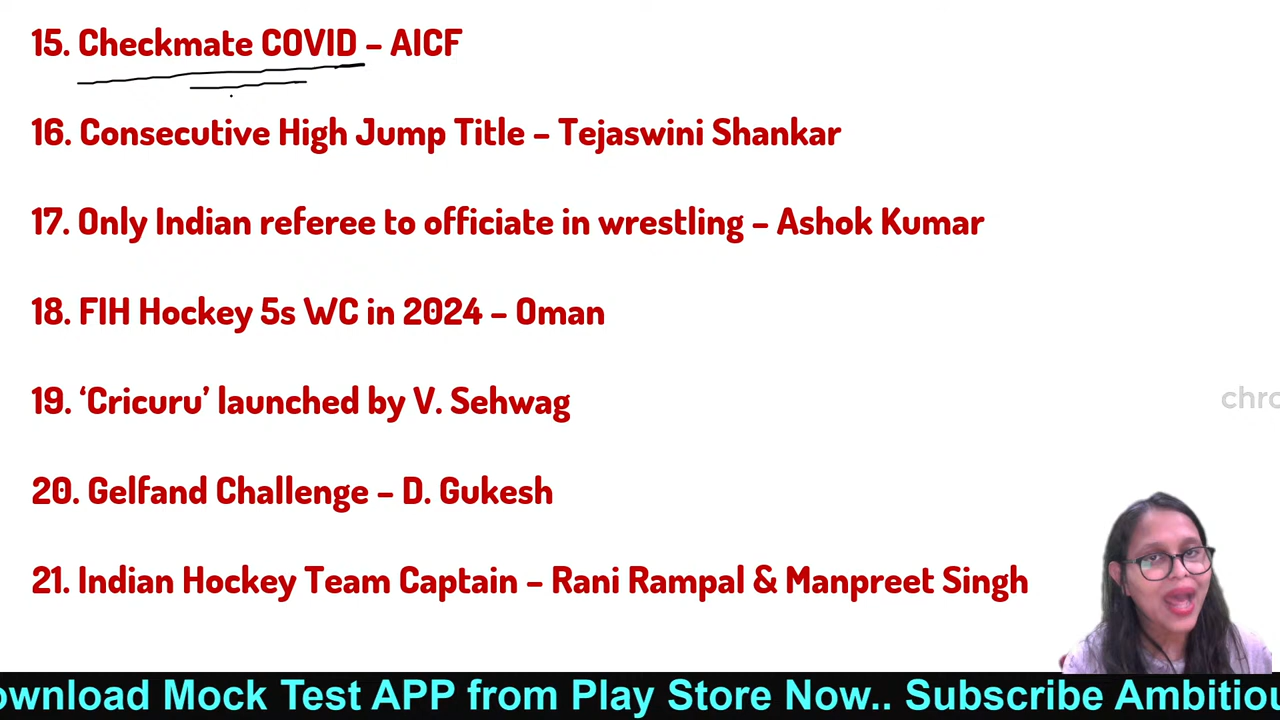 15. Checkmate COVID – AICF
16. Consecutive High Jump Title – Tejaswini Shankar
17. Only Indian referee to officiate in wrestling – Ashok Kumar
18. FIH Hockey 5s WC in 2024 – Oman
chro
19. ‘Cricuru’ launched by V. Sehwag
20. Gelfand Challenge – D. Gukesh
21. Indian Hockey Team Captain – Rani Rampal & Manpreet Singh
ownload Mock Test APP from Play Store Now.. Subscribe Ambitiou